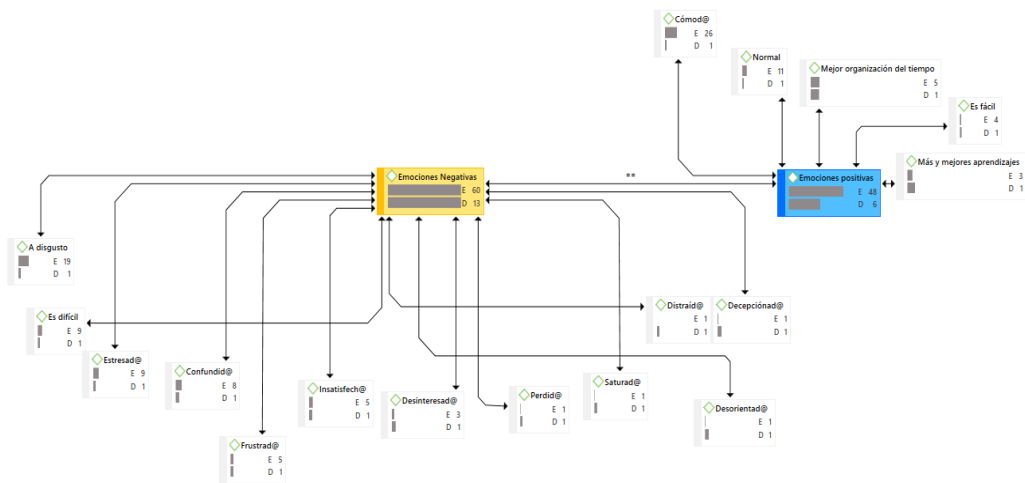 Cómod@
E 26
D 1
Normal
E 11
D 1
Mejor organización del tiempo
E 5
D 1
Es fácil
E 4
D 1
Más y mejores aprendizajes
E 3
D 1
Emociones Negativas
E 60
D 13
**
Emociones positivas
E 48
D 6
A disgusto
E 19
D 1
Es difícil
E 9
D 1
Estresad@
E 9
D 1
Confundid@
E 8
D 1
Frustrad@
E 5
D 1
Insatisfech@
E 5
D 1
Desinteresad@
E 3
D 1
Perdid@
E 1
D 1
Saturad@
E 1
D 1
Distraíd@
E 1
D 1
Decepciónad@
E 1
D 1
Desorientad@
E 1
D 1